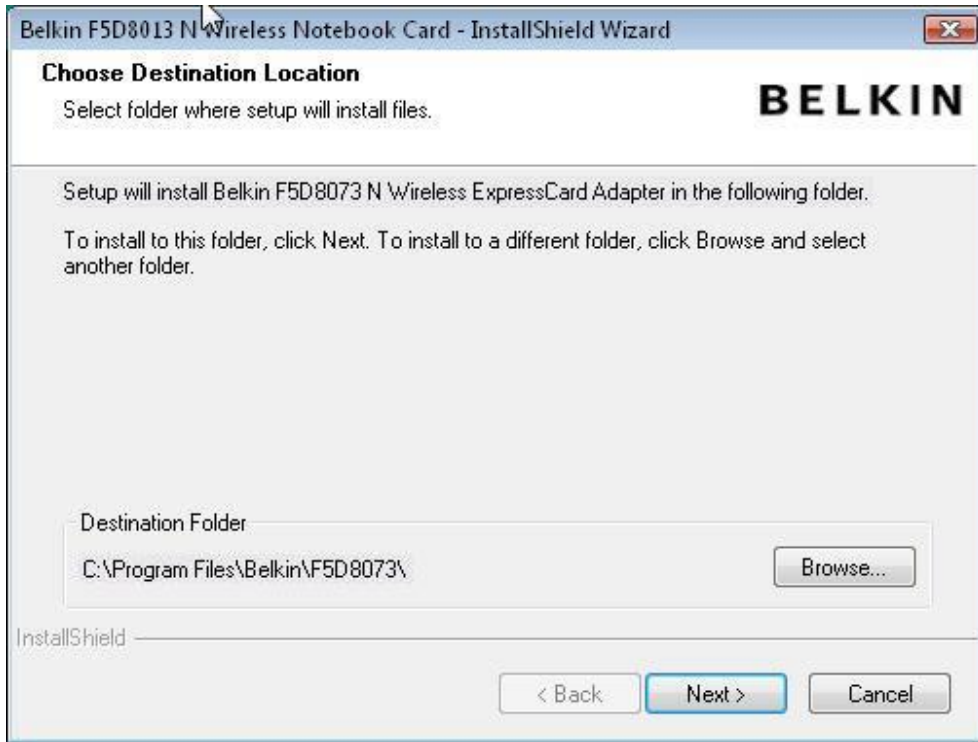 Belkin F5D8013 N Wireless Notebook Card - InstallShield Wizard
Choose Destination Location
Select folder where setup will install files.
BELKIN
Setup will install Belkin F5D8073 N Wireless ExpressCard Adapter in the following folder.
To install to this folder, click Next. To install to a different folder, click Browse and select
another folder.
Destination Folder
C:\Program Files\Belkin\F5D8073\
Browse...
InstallShield
< Back
Next >
Cancel